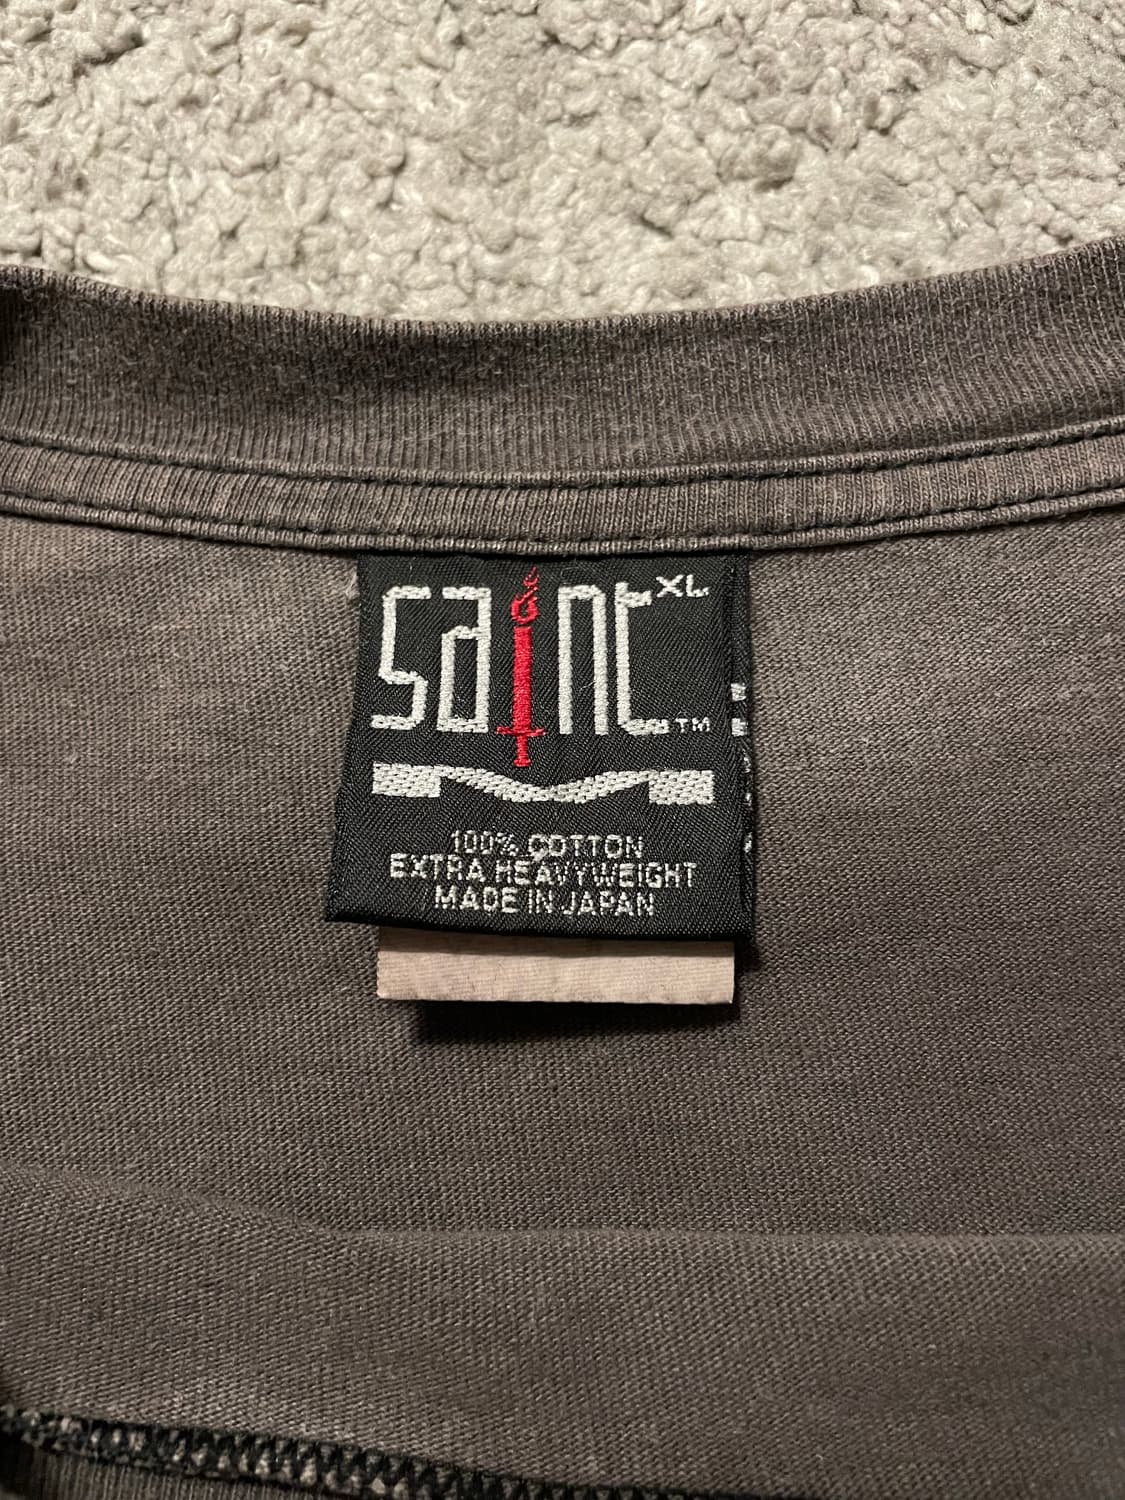 saint XL
TM
M
100% COTTON
EXTRA HEAVYWEIGHT
MADE IN JAPAN